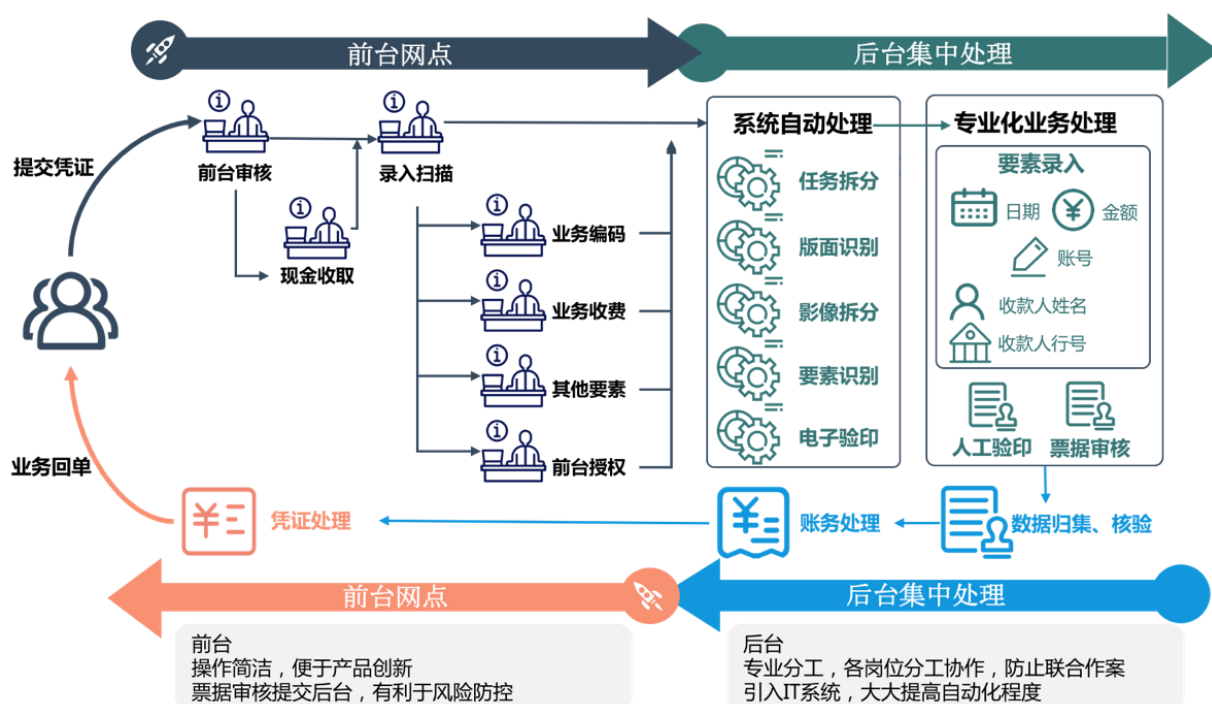 前台网点
后台集中处理
提交凭证
前台审核
现金收取
录入扫描
业务编码
业务收费
其他要素
前台授权
系统自动处理
任务拆分
版面识别
影像拆分
要素识别
电子验印
专业化业务处理
要素录入
日期
金额
账号
收款人姓名
收款人行号
人工验印
票据审核
数据归集、核验
账务处理
凭证处理
业务回单
前台网点
后台集中处理
前台
操作简洁，便于产品创新
票据审核提交后台，有利于风险防控
后台
专业分工，各岗位分工协作，防止联合作案
引入IT系统，大大提高自动化程度